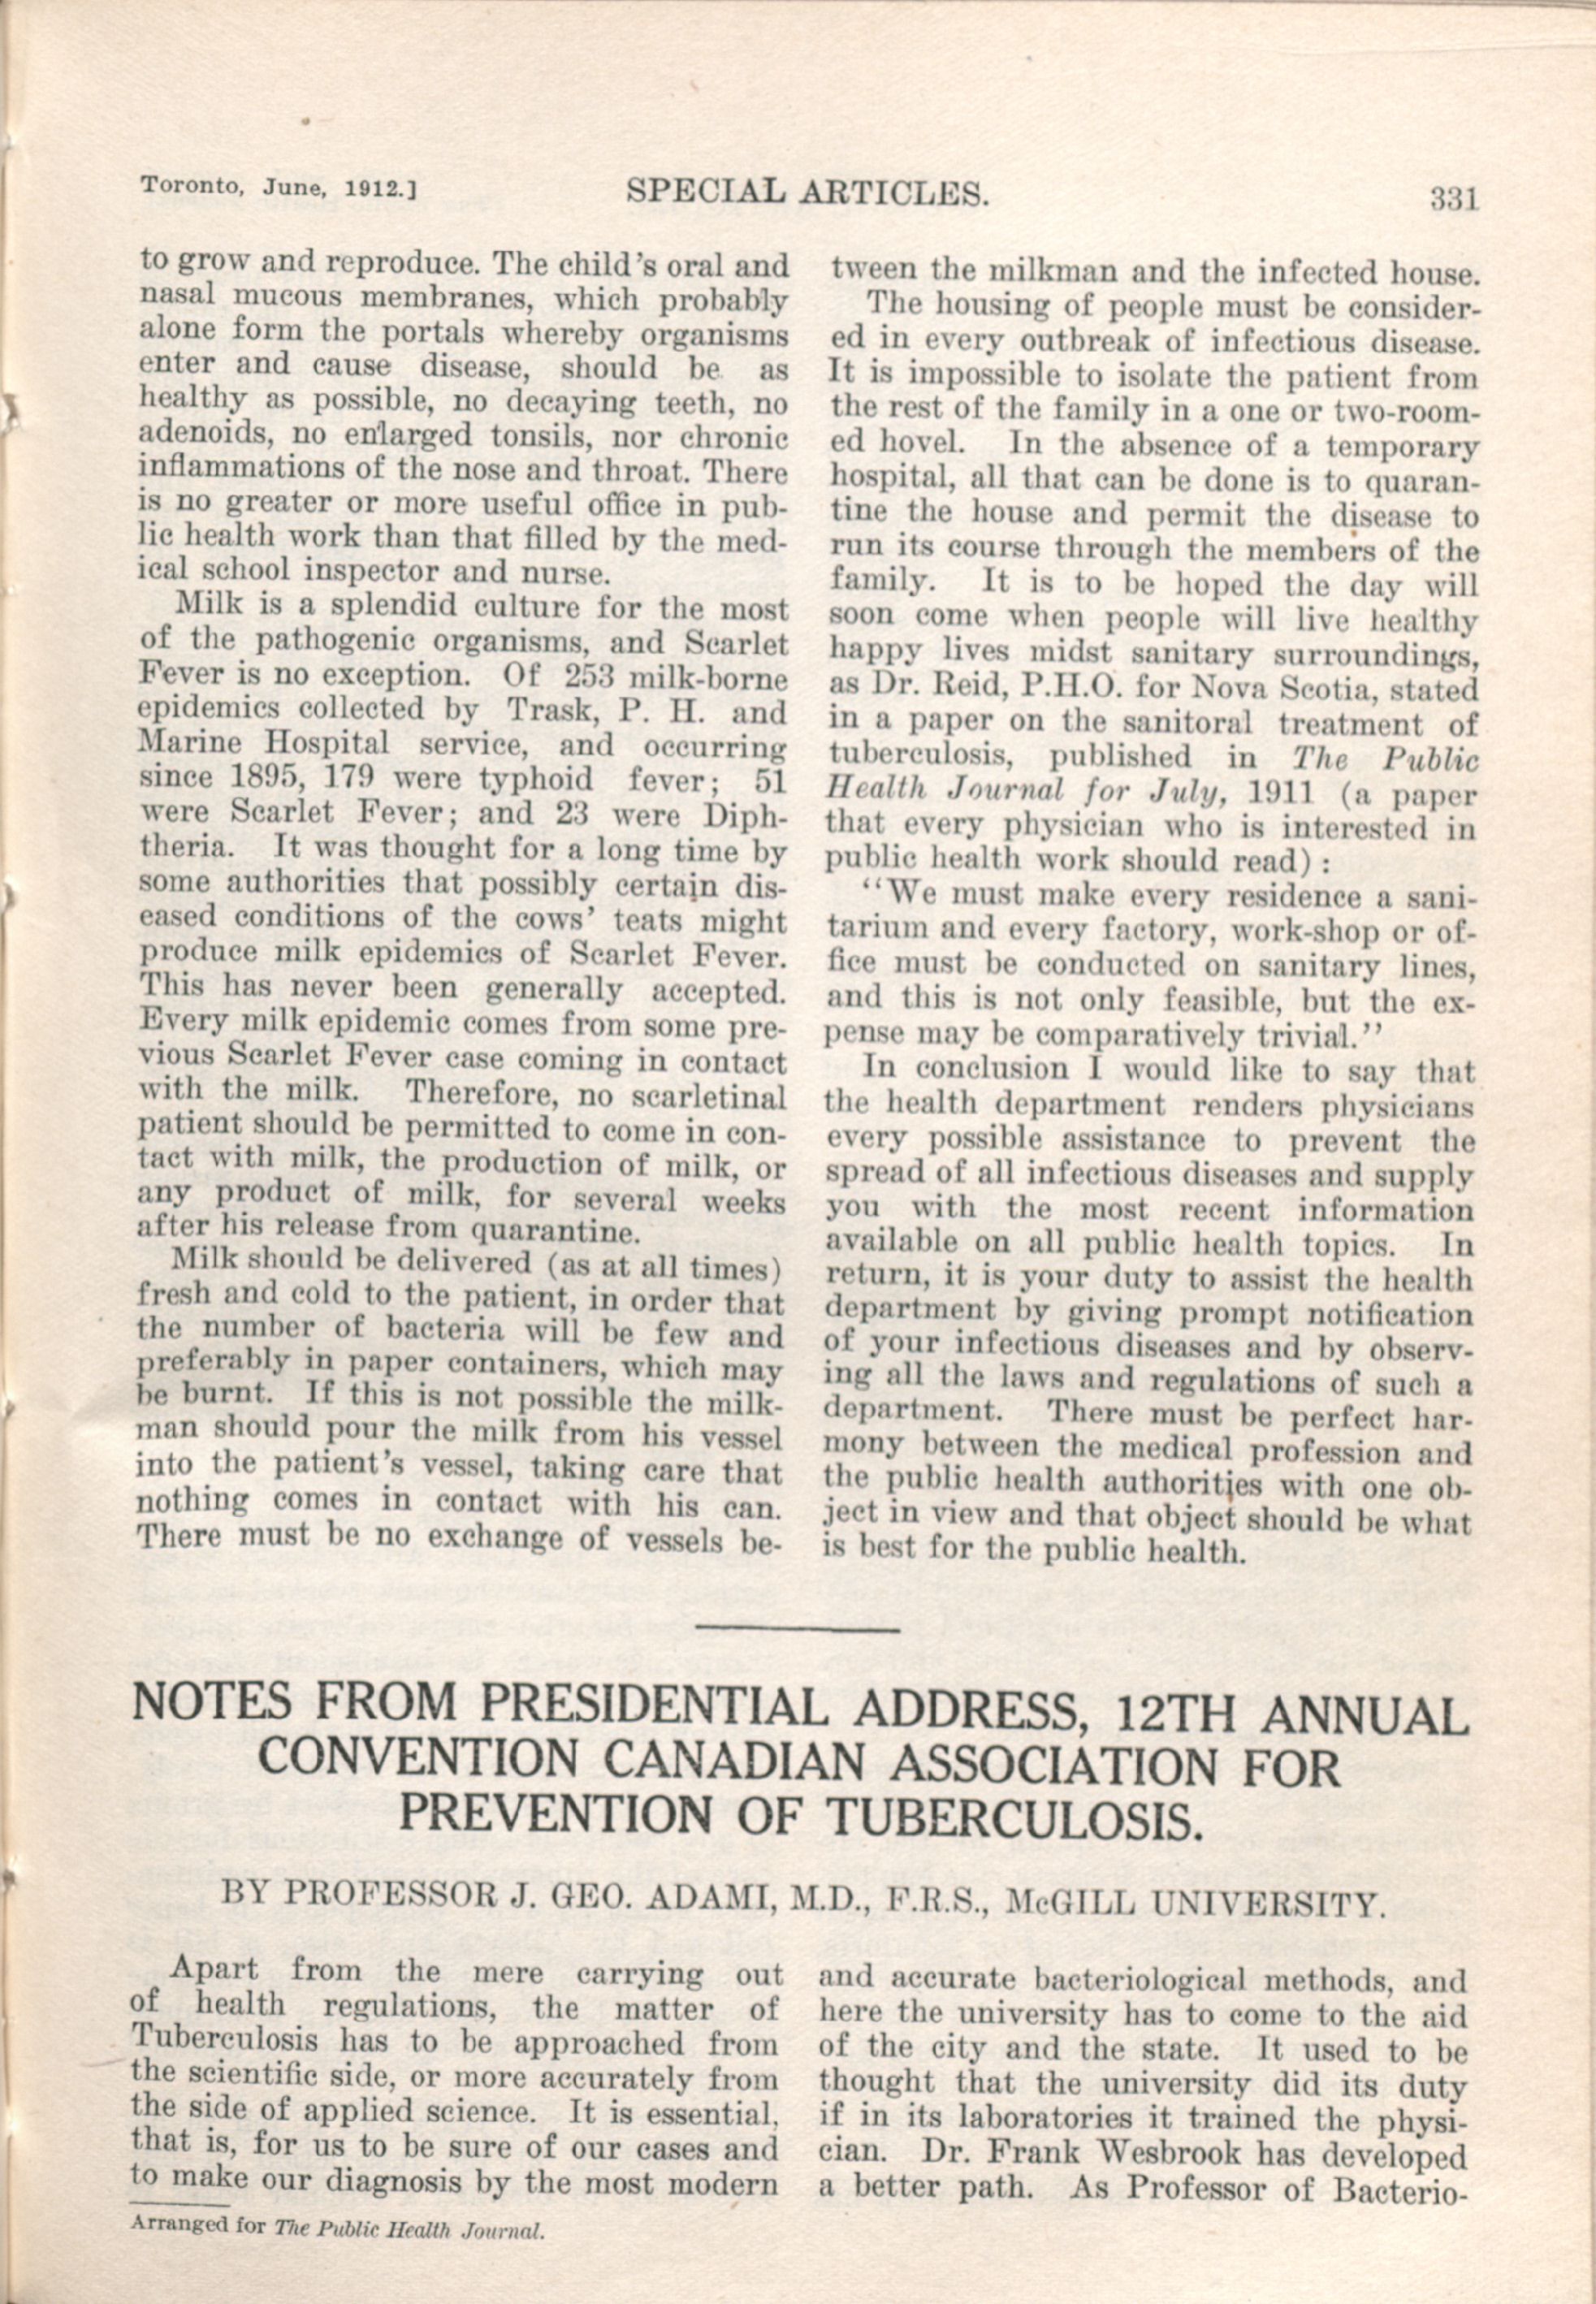 Toronto, June, 1912.] SPECIAL ARTICLES. 331
to grow and reproduce. The child's oral and
nasal mucous membranes, which probably
alone form the portals whereby organisms
enter and cause disease, should be as
healthy as possible, no decaying teeth, no
adenoids, no enlarged tonsils, nor chronic
inflammations of the nose and throat. There
is no greater or more useful office in pub-
lic health work than that filled by the med-
ical school inspector and nurse.
Milk is a splendid culture for the most
of the pathogenic organisms, and Scarlet
Fever is no exception. Of 253 milk-borne
epidemics collected by Trask, P. H. and
Marine Hospital service, and occurring
since 1895, 179 were typhoid fever; 51
were Scarlet Fever; and 23 were Diph-
theria. It was thought for a long time by
some authorities that possibly certain dis-
eased conditions of the cows' teats might
produce milk epidemics of Scarlet Fever.
This has never been generally accepted.
Every milk epidemic comes from some pre-
vious Scarlet Fever case coming in contact
with the milk. Therefore, no scarletinal
patient should be permitted to come in con-
tact with milk, the production of milk, or
any product of milk, for several weeks
after his release from quarantine.
Milk should be delivered (as at all times)
fresh and cold to the patient, in order that
the number of bacteria will be few and
preferably in paper containers, which may
be burnt. If this is not possible the milk-
man should pour the milk from his vessel
into the patient's vessel, taking care that
nothing comes in contact with his can.
There must be no exchange of vessels be-
tween the milkman and the infected house.
The housing of people must be consider-
ed in every outbreak of infectious disease.
It is impossible to isolate the patient from
the rest of the family in a one or two-room-
ed hovel. In the absence of a temporary
hospital, all that can be done is to quaran-
tine the house and permit the disease to
run its course through the members of the
family. It is to be hoped the day will
soon come when people will live healthy
happy lives midst sanitary surroundings,
as Dr. Reid, P.H.O. for Nova Scotia, stated
in a paper on the sanitoral treatment of
tuberculosis, published in The Public
Health Journal for July, 1911 (a paper
that every physician who is interested in
public health work should read) :
"We must make every residence a sani-
tarium and every factory, work-shop or of-
fice must be conducted on sanitary lines,
and this is not only feasible, but the ex-
pense may be comparatively trivial."
In conclusion I would like to say that
the health department renders physicians
every possible assistance to prevent the
spread of all infectious diseases and supply
you with the most recent information
available on all public health topics. In
return, it is your duty to assist the health
department by giving prompt notification
of your infectious diseases and by observ-
ing all the laws and regulations of such a
department. There must be perfect har-
mony between the medical profession and
the public health authorities with one ob-
ject in view and that object should be what
is best for the public health.
NOTES FROM PRESIDENTIAL ADDRESS, 12TH ANNUAL
CONVENTION CANADIAN ASSOCIATION FOR
PREVENTION OF TUBERCULOSIS.
BY PROFESSOR J. GEO. ADAMI, M.D., F.R.S., McGILL UNIVERSITY.
Apart from the mere carrying out
of health regulations, the matter of
Tuberculosis has to be approached from
the scientific side, or more accurately from
the side of applied science. It is essential,
that is, for us to be sure of our cases and
to make our diagnosis by the most modern
and accurate bacteriological methods, and
here the university has to come to the aid
of the city and the state. It used to be
thought that the university did its duty
if in its laboratories it trained the physi-
cian. Dr. Frank Wesbrook has developed
a better path. As Professor of Bacterio-
Arranged for The Public Health Journal.